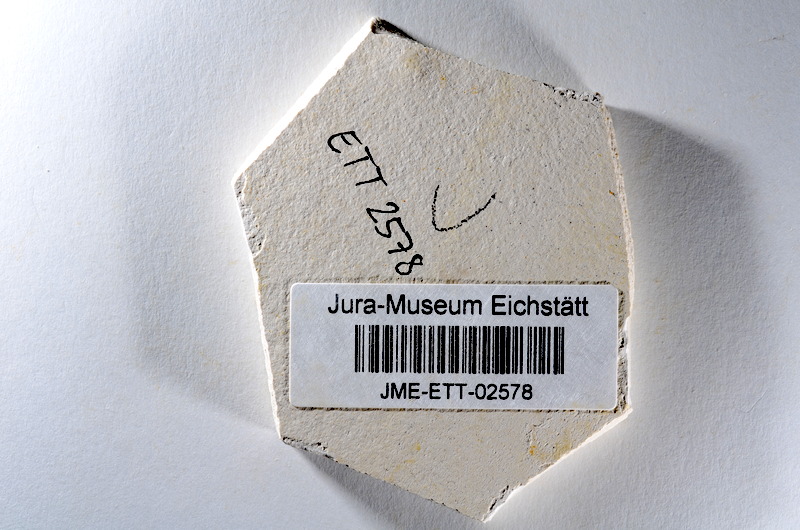 ETT 2578
Jura-Museum Eichstätt
JME-ETT-02578